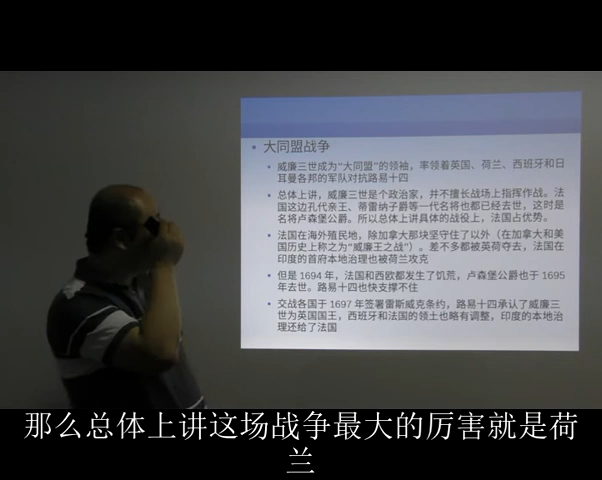 • 大同盟战争
• 威廉三世成为“大同盟”的领袖，率领着英国、荷兰、西班牙和日
耳曼各邦的军队对抗路易十四
• 总体上讲，威廉三世是个政治家，并不擅长战场上指挥作战。法
国这边孔代亲王、蒂雷纳子爵等一代名将也都已经去世，这时是
名将卢森堡公爵。所以总体上讲具体的战役上，法国占优势。
• 法国在海外殖民地，除加拿大那块坚守住了以外（在加拿大和美
国历史上称之为“威廉王之战”）。差不多都被英荷夺去，法国在
印度的首府本地治理也被荷兰攻克
• 但是 1694 年，法国和西欧都发生了饥荒，卢森堡公爵也于 1695
年去世。路易十四也快支撑不住
• 交战各国于 1697 年签署雷斯威克条约，路易十四承认了威廉三
世为英国国王，西班牙和法国的领土也略有调整，印度的本地治
理还给了法国
那么总体上讲这场战争最大的厉害就是荷
兰